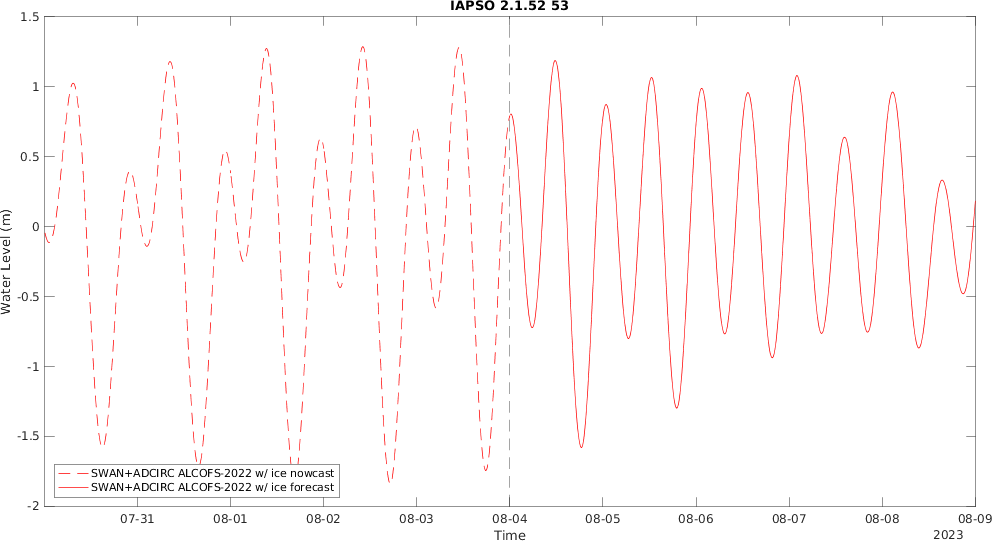 IAPSO 2.1.52 53
1.5
1
0.5
0
-0.5
-1
-1.5
-2
Water Level (m)
SWAN+ADCIRC ALCOFS-2022 w/ ice nowcast
SWAN+ADCIRC ALCOFS-2022 w/ ice forecast
07-31 08-01 08-02 08-03 08-04 08-05 08-06 08-07 08-08 08-09
Time
2023